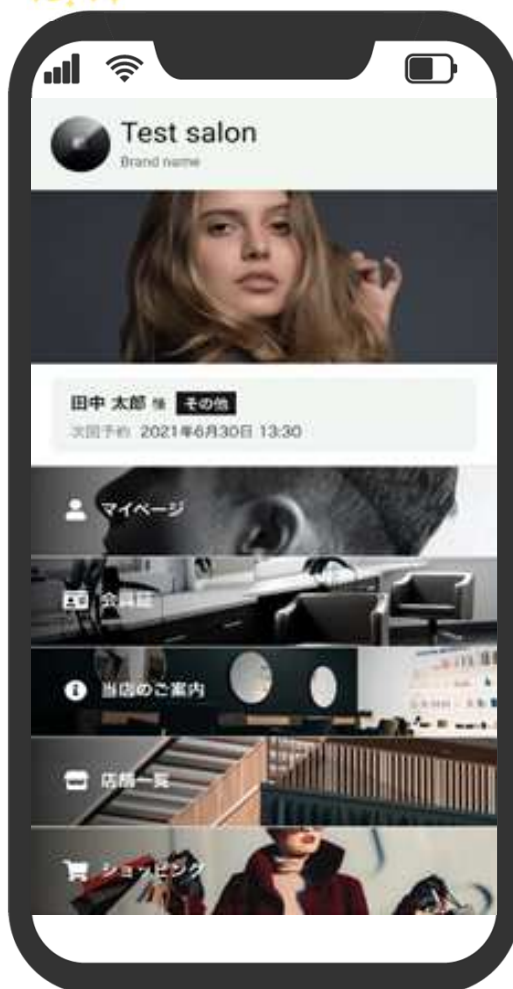 Test salon
Brand name
田中 太郎 様 その他
次回予約 2021年6月30日 13:30
マイページ
会員証
当店のご案内
店舗一覧
ショッピング